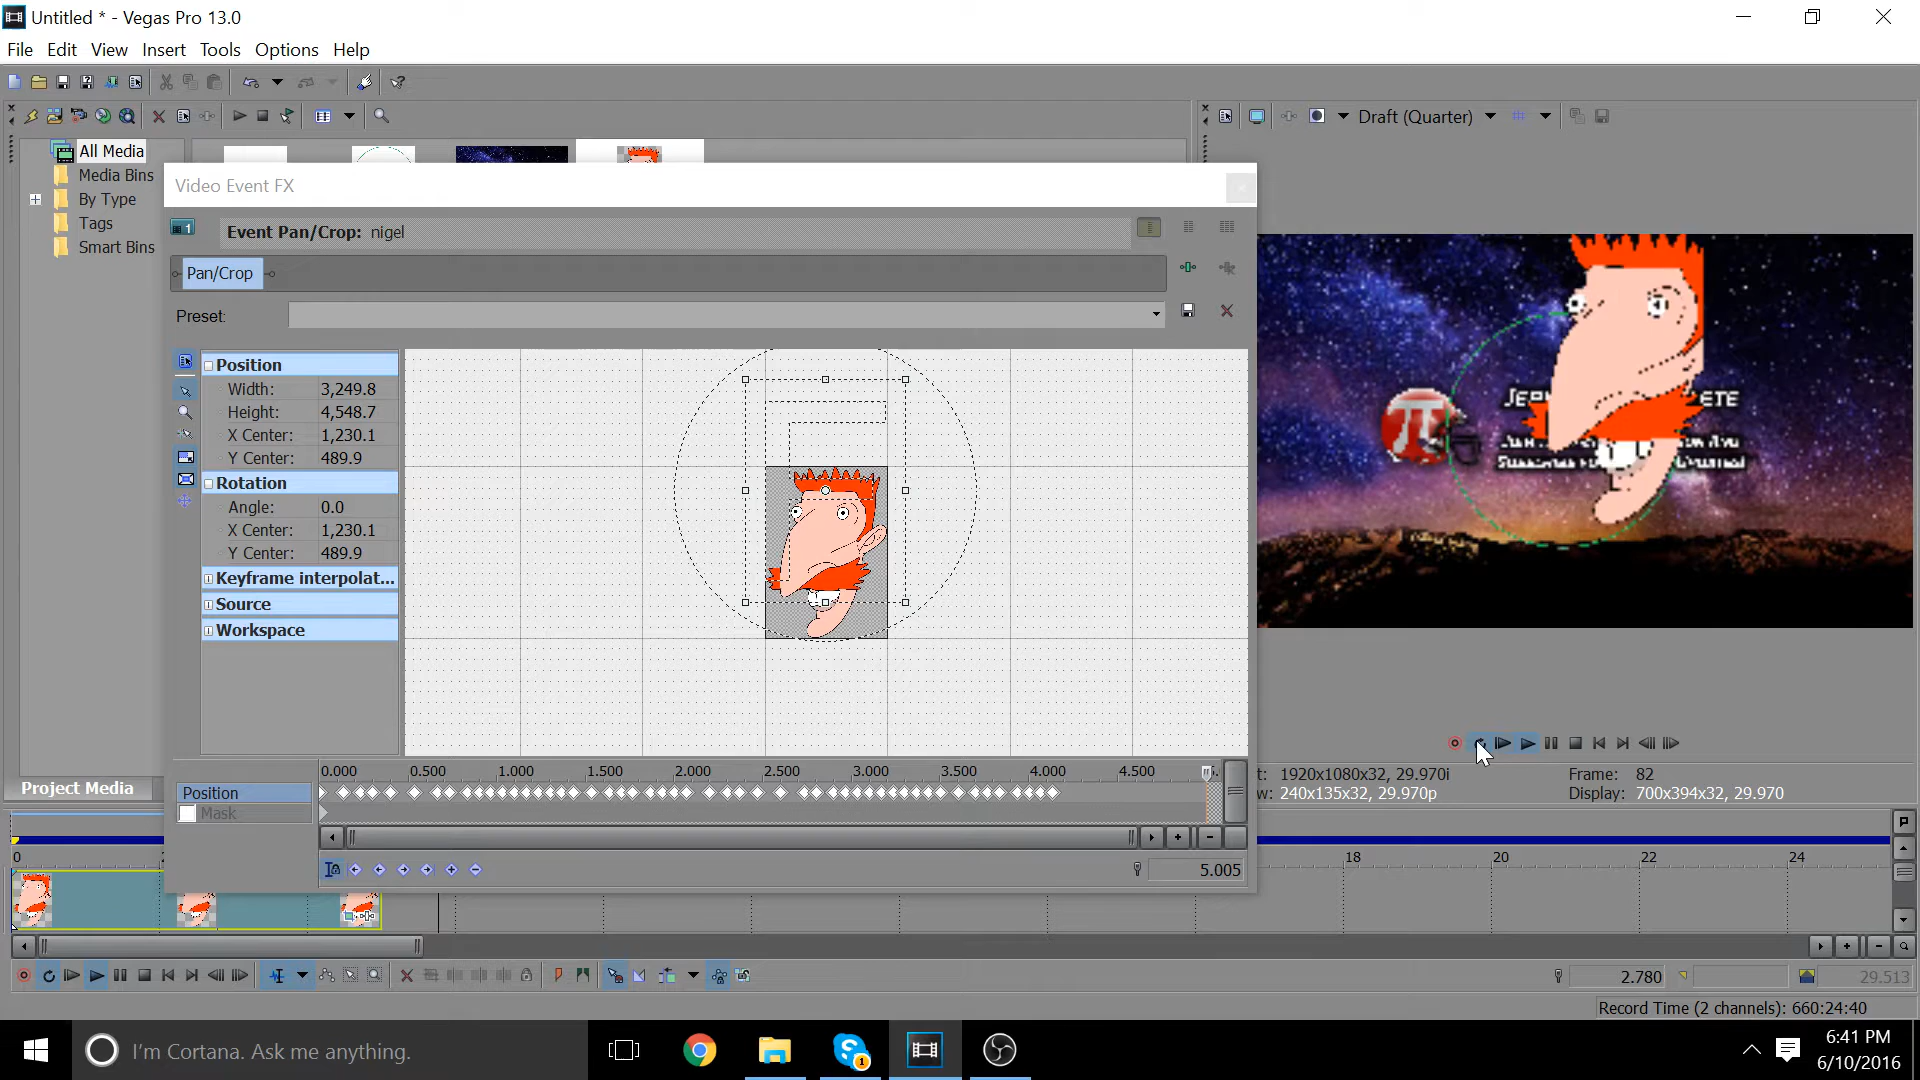 Untitled * - Vegas Pro 13.0
File Edit View Insert Tools Options Help
Draft (Quarter)
All Media
Media Bins
By Type
Tags
Smart Bins
Video Event FX
Event Pan/Crop: nigel
Pan/Crop
Preset:
Position
Width: 3,249.8
Height: 4,548.7
X Center: 1,230.1
Y Center: 489.9
Rotation
Angle: 0.0
X Center: 1,230.1
Y Center: 489.9
Keyframe interpolat...
Source
Workspace
0.000 0.500 1.000 1.500 2.000 2.500 3.000 3.500 4.000 4.500
Position
Mask
5.005
Project Media
t: 1920x1080x32, 29.970i
w: 240x135x32, 29.970p
Frame: 82
Display: 700x394x32, 29.970
0 18 20 22 24
2.780
29.513
Record Time (2 channels): 660:24:40
I'm Cortana. Ask me anything.
1
6:41 PM
6/10/2016